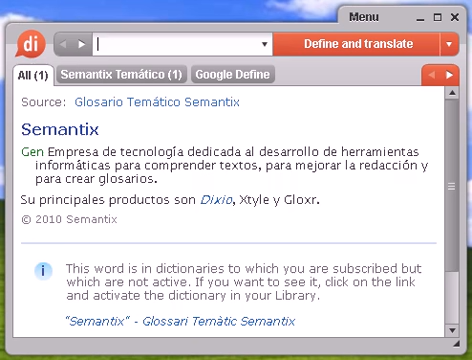 Menu
di
Define and translate
All (1) Semantix Temático (1) Google Define
Source: Glosario Temático Semantix
Semantix
Gen Empresa de tecnología dedicada al desarrollo de herramientas
informáticas para comprender textos, para mejorar la redacción y
para crear glosarios.
Su principales productos son Dixio, Xtyle y Gloxr.
© 2010 Semantix
i
This word is in dictionaries to which you are subscribed but
which are not active. If you want to see it, click on the link
and activate the dictionary in your Library.
"Semantix" - Glossari Temàtic Semantix